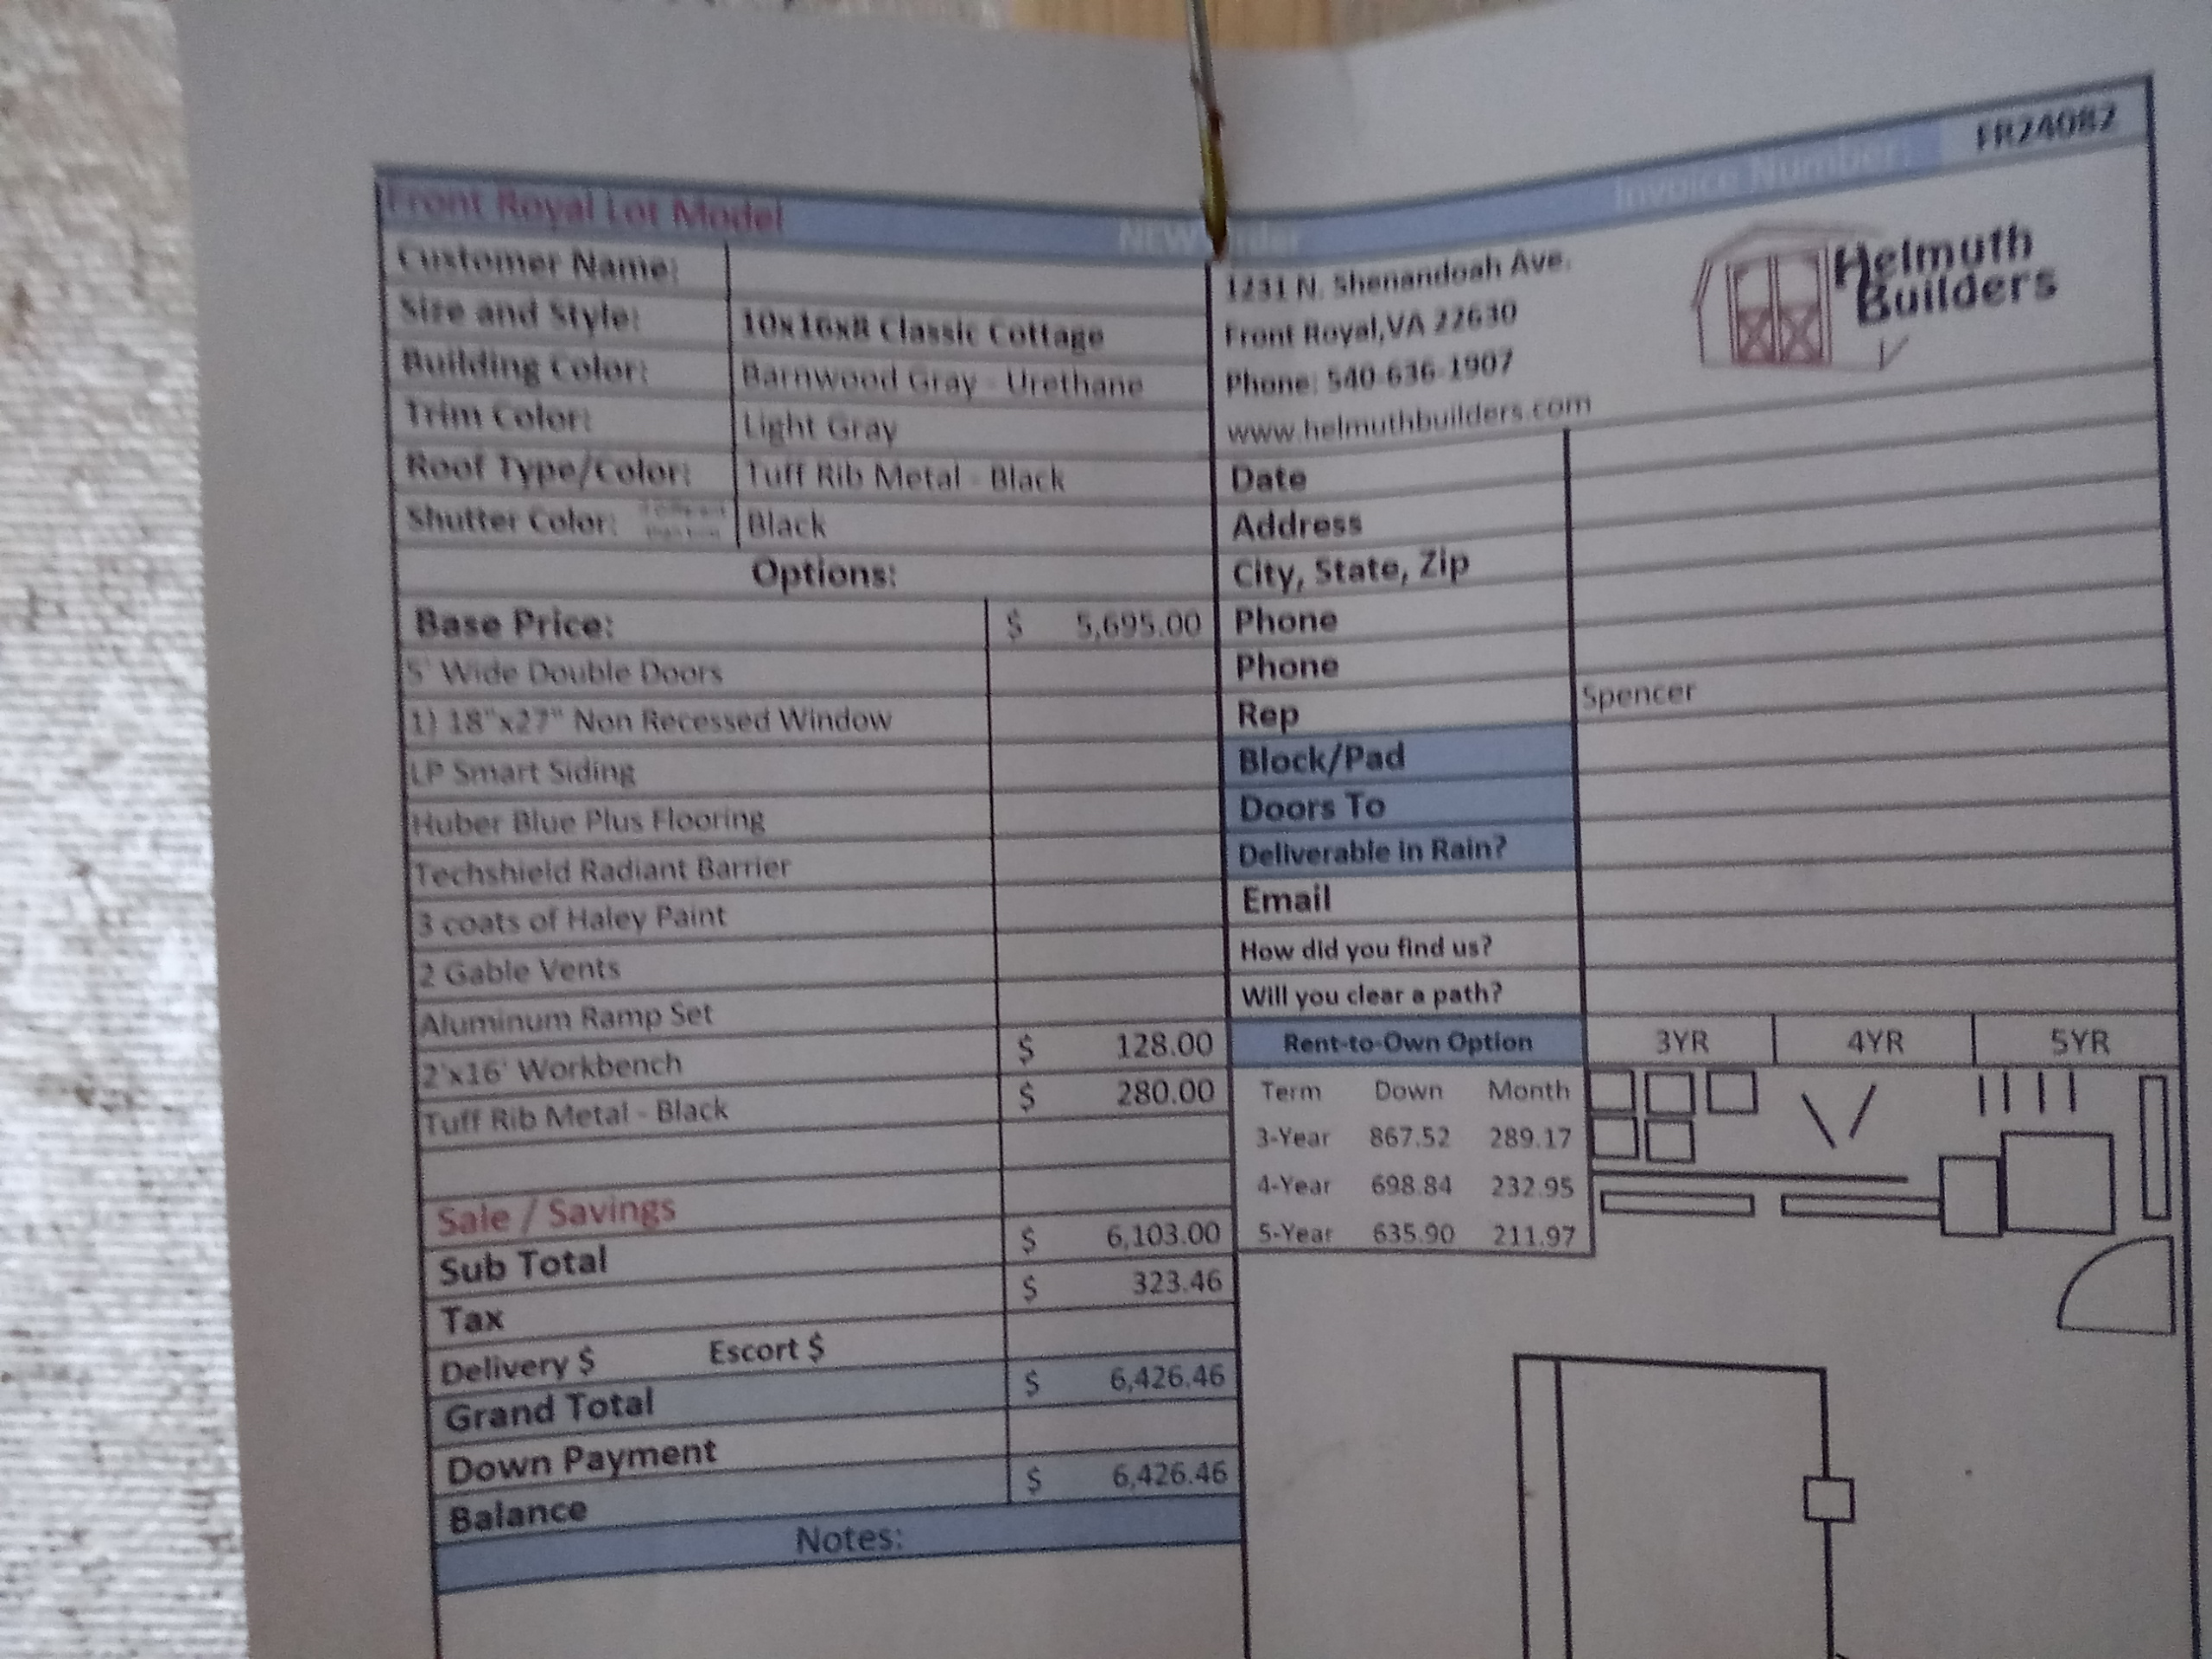 Front Royal Lot Model NEW Invoice Number: FR24082
Customer Name:
Size and Style: 10x16x8 Classic Cottage
Building Color: Barnwood Gray - Urethane
Trim Color: Light Gray
Roof Type/Color: Tuff Rib Metal - Black
Shutter Color: Black
Options:
Base Price: $ 5,695.00
5' Wide Double Doors
1) 18"x27" Non Recessed Window
LP Smart Siding
Huber Blue Plus Flooring
Techshield Radiant Barrier
3 coats of Haley Paint
2 Gable Vents
Aluminum Ramp Set
2'x16' Workbench $ 128.00
Tuff Rib Metal - Black $ 280.00
Sale / Savings
Sub Total $ 6,103.00
Tax $ 323.46
Delivery $ Escort $
Grand Total $ 6,426.46
Down Payment
Balance $ 6,426.46
Notes:
1231 N. Shenandoah Ave.
Front Royal,VA 22630
Phone: 540-636-1907
www.helmuthbuilders.com
Helmuth
Builders
Date
Address
City, State, Zip
Phone
Phone
Rep Spencer
Block/Pad
Doors To
Deliverable in Rain?
Email
How did you find us?
Will you clear a path?
Rent-to-Own Option 3YR 4YR 5YR
Term Down Month
3-Year 867.52 289.17
4-Year 698.84 232.95
5-Year 635.90 211.97